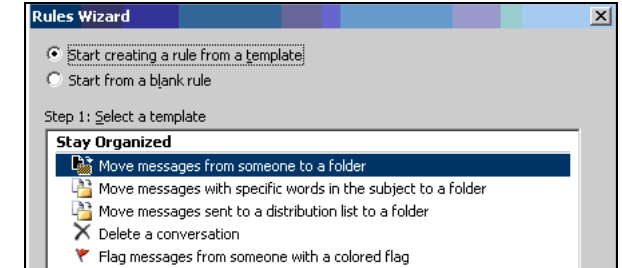 Rules Wizard
Start creating a rule from a template
Start from a blank rule
Step 1: Select a template
Stay Organized
Move messages from someone to a folder
Move messages with specific words in the subject to a folder
Move messages sent to a distribution list to a folder
Delete a conversation
Flag messages from someone with a colored flag